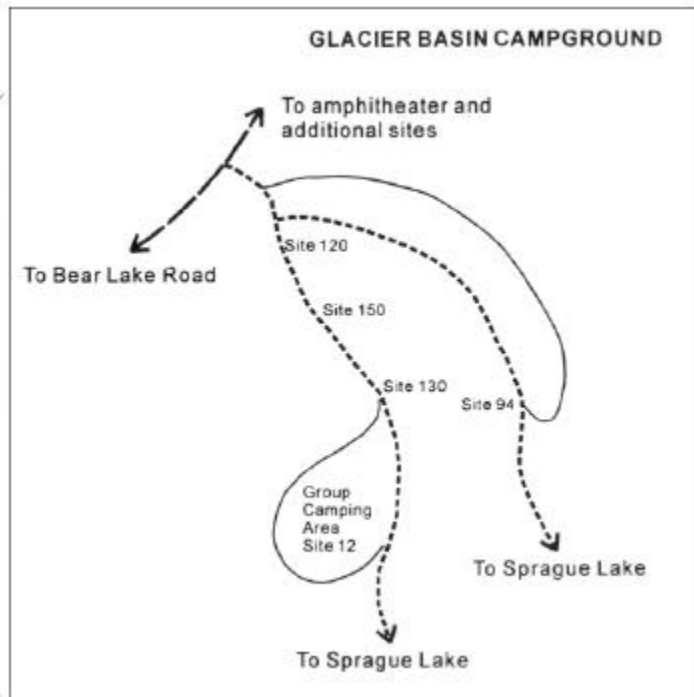 GLACIER BASIN CAMPGROUND
To amphitheater and
additional sites
Site 120
To Bear Lake Road
Site 150
Site 130
Site 94
Group
Camping
Area
Site 12
To Sprague Lake
To Sprague Lake